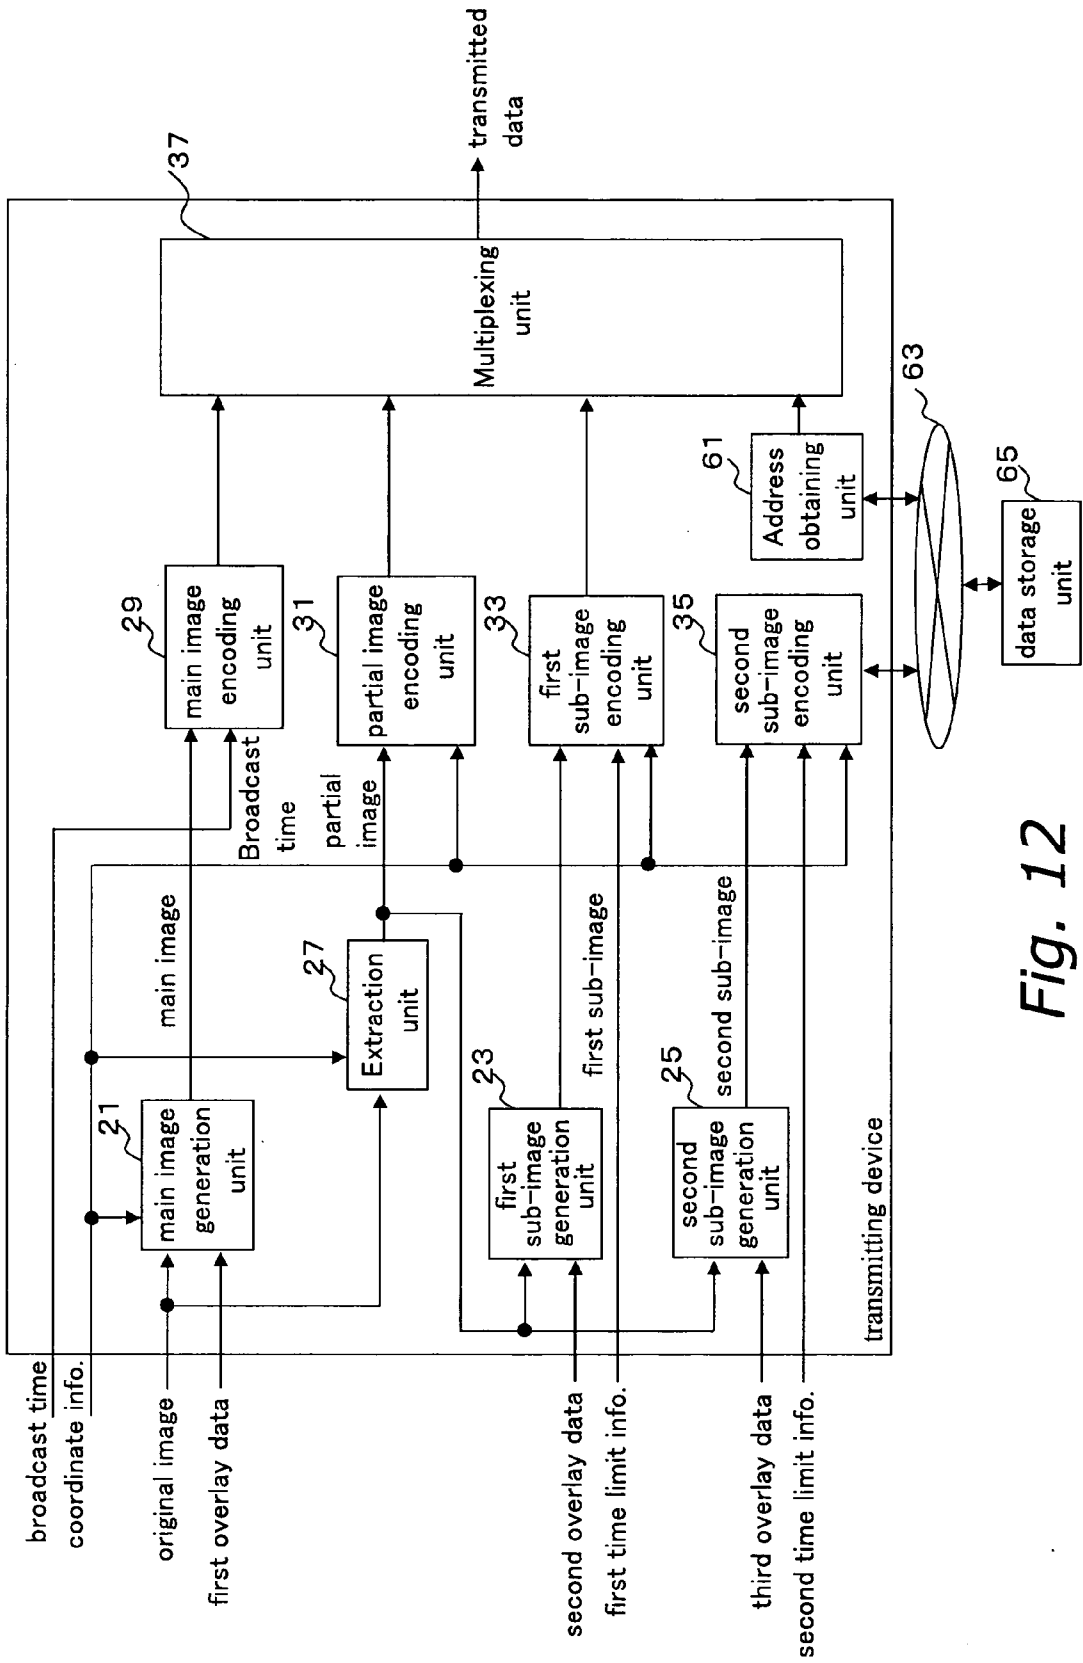 broadcast time
coordinate info.
original image
first overlay data
second overlay data
first time limit info.
third overlay data
second time limit info.
21
main image
generation
unit
main image
29
main image
encoding
unit
Broadcast
time
27
Extraction
unit
partial
image
31
partial image
encoding
unit
23
first
sub-image
generation
unit
first sub-image
33
first
sub-image
encoding
unit
25
second
sub-image
generation
unit
second sub-image
35
second
sub-image
encoding
unit
61
Address
obtaining
unit
37
Multiplexing
unit
transmitted
data
transmitting device
63
65
data storage
unit
Fig. 12